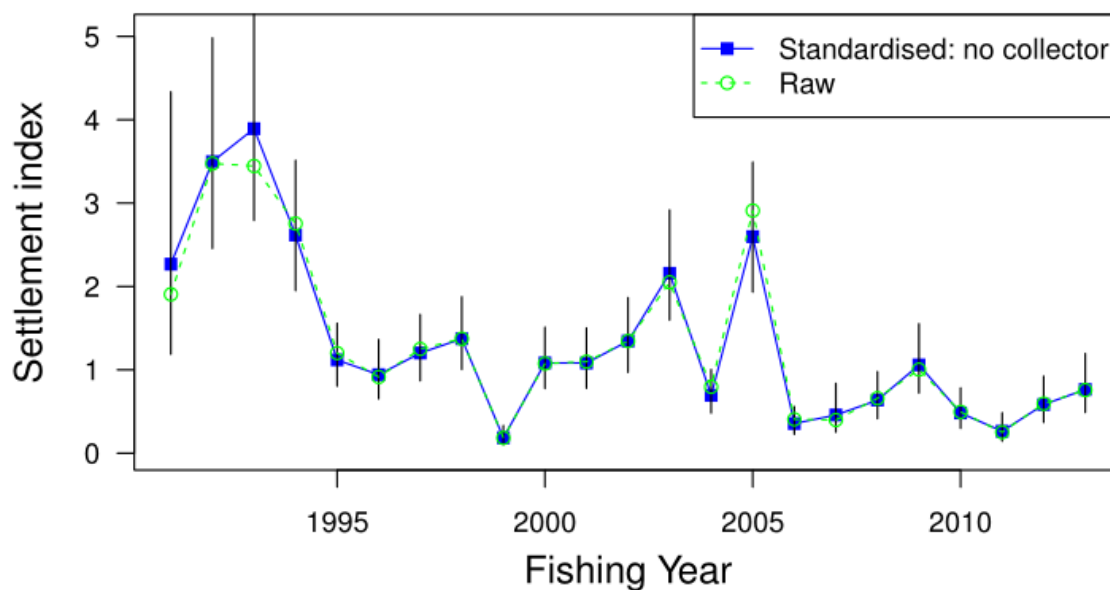 Standardised: no collector
Raw
Settlement index
5
4
3
2
1
0
1995 2000 2005 2010
Fishing Year